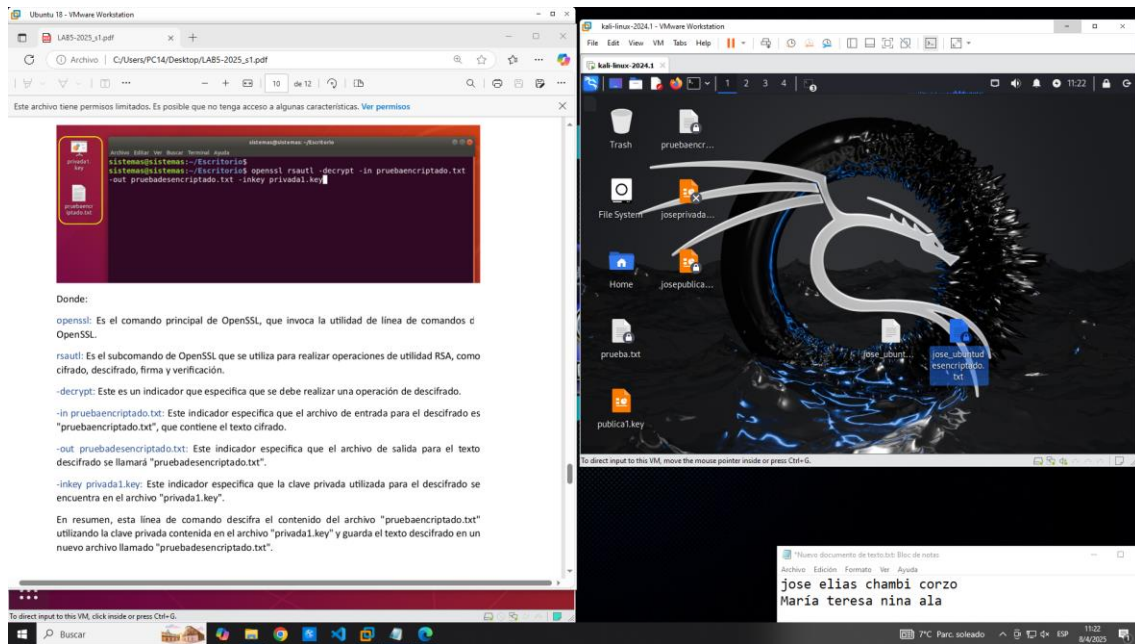 Ubuntu 18 - VMware Workstation
LAB5-2025_s1.pdf
Archivo C:/Users/PC14/Desktop/LAB5-2025_s1.pdf
10 de 12
Este archivo tiene permisos limitados. Es posible que no tenga acceso a algunas características. Ver permisos
privada1.key
pruebaencriptado.txt
sistemas@sistemas: ~/Escritorio
Archivo Editar Ver Buscar Terminal Ayuda
sistemas@sistemas:~/Escritorio$
sistemas@sistemas:~/Escritorio$ openssl rsautl -decrypt -in pruebaencriptado.txt
-out pruebadesencriptado.txt -inkey privada1.key
Donde:
openssl: Es el comando principal de OpenSSL, que invoca la utilidad de línea de comandos d
OpenSSL.
rsautl: Es el subcomando de OpenSSL que se utiliza para realizar operaciones de utilidad RSA, como
cifrado, descifrado, firma y verificación.
-decrypt: Este es un indicador que especifica que se debe realizar una operación de descifrado.
-in pruebaencriptado.txt: Este indicador especifica que el archivo de entrada para el descifrado es
"pruebaencriptado.txt", que contiene el texto cifrado.
-out pruebadesencriptado.txt: Este indicador especifica que el archivo de salida para el texto
descifrado se llamará "pruebadesencriptado.txt".
-inkey privada1.key: Este indicador especifica que la clave privada utilizada para el descifrado se
encuentra en el archivo "privada1.key".
En resumen, esta línea de comando descifra el contenido del archivo "pruebaencriptado.txt"
utilizando la clave privada contenida en el archivo "privada1.key" y guarda el texto descifrado en un
nuevo archivo llamado "pruebadesencriptado.txt".
To direct input to this VM, click inside or press Ctrl+G.
kali-linux-2024.1 - VMware Workstation
File Edit View VM Tabs Help
kali-linux-2024.1
1 2 3 4
11:22
Trash
pruebaencr...
File System
joseprivada...
Home
josepublica...
prueba.txt
jose_ubunt...
jose_ubuntud
esencriptado.
txt
publica1.key
To direct input to this VM, move the mouse pointer inside or press Ctrl+G.
*Nuevo documento de texto.txt: Bloc de notas
Archivo Edición Formato Ver Ayuda
jose elias chambi corzo
María teresa nina ala
Buscar
7°C Parc. soleado
ESP
11:22
8/4/2025